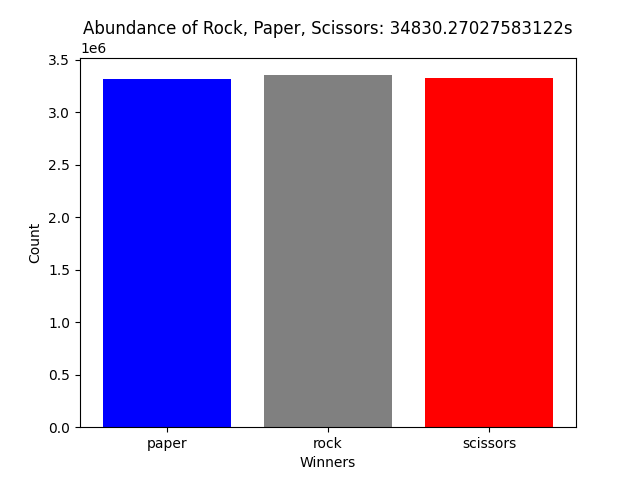 Abundance of Rock, Paper, Scissors: 34830.27027583122s
1e6
3.5
3.0
2.5
2.0
1.5
1.0
0.5
0.0
Count
paper rock scissors
Winners